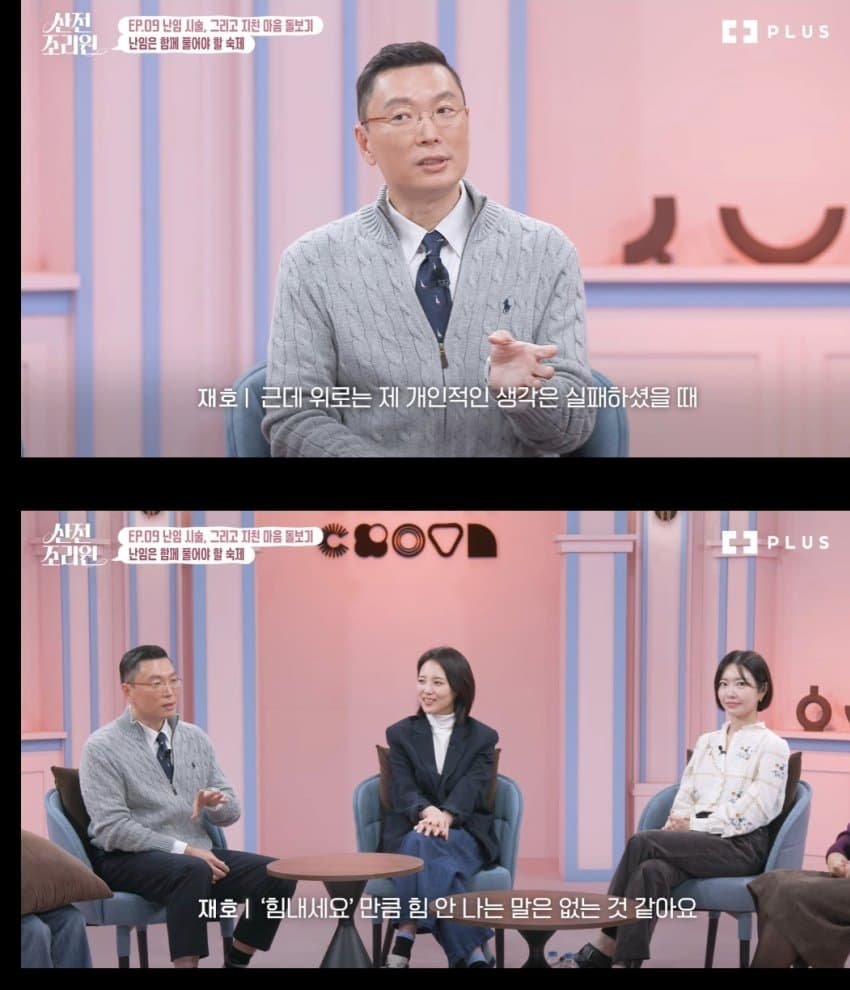 산전
조리원
EP.09 난임 시술, 그리고 지친 마음 돌보기
난임은 함께 풀어야 할 숙제
PLUS
재호 | 근데 위로는 제 개인적인 생각은 실패하셨을 때
산전
조리원
EP.09 난임 시술, 그리고 지친 마음 돌보기
난임은 함께 풀어야 할 숙제
PLUS
재호 | ‘힘내세요’ 만큼 힘 안 나는 말은 없는 것 같아요